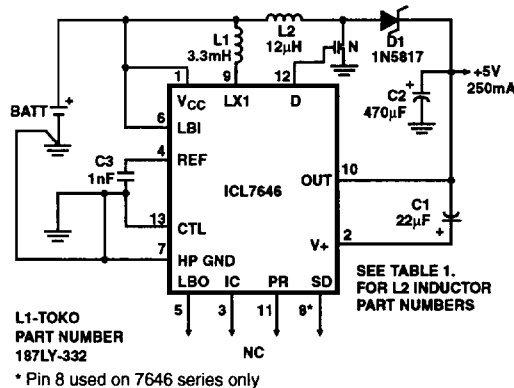 L1
3.3mH
L2
12µH
N
D1
1N5817
1
9
12
VCC
LX1
D
BATT
+
6
LBI
4
REF
C3
1nF
ICL7646
OUT
10
+
C2
470µF
+5V
250mA
C1
22µF
+
13
CTL
V+
2
7
HP GND
LBO
IC
PR
SD
5
3
11
8*
NC
SEE TABLE 1.
FOR L2 INDUCTOR
PART NUMBERS
L1-TOKO
PART NUMBER
187LY-332
* Pin 8 used on 7646 series only